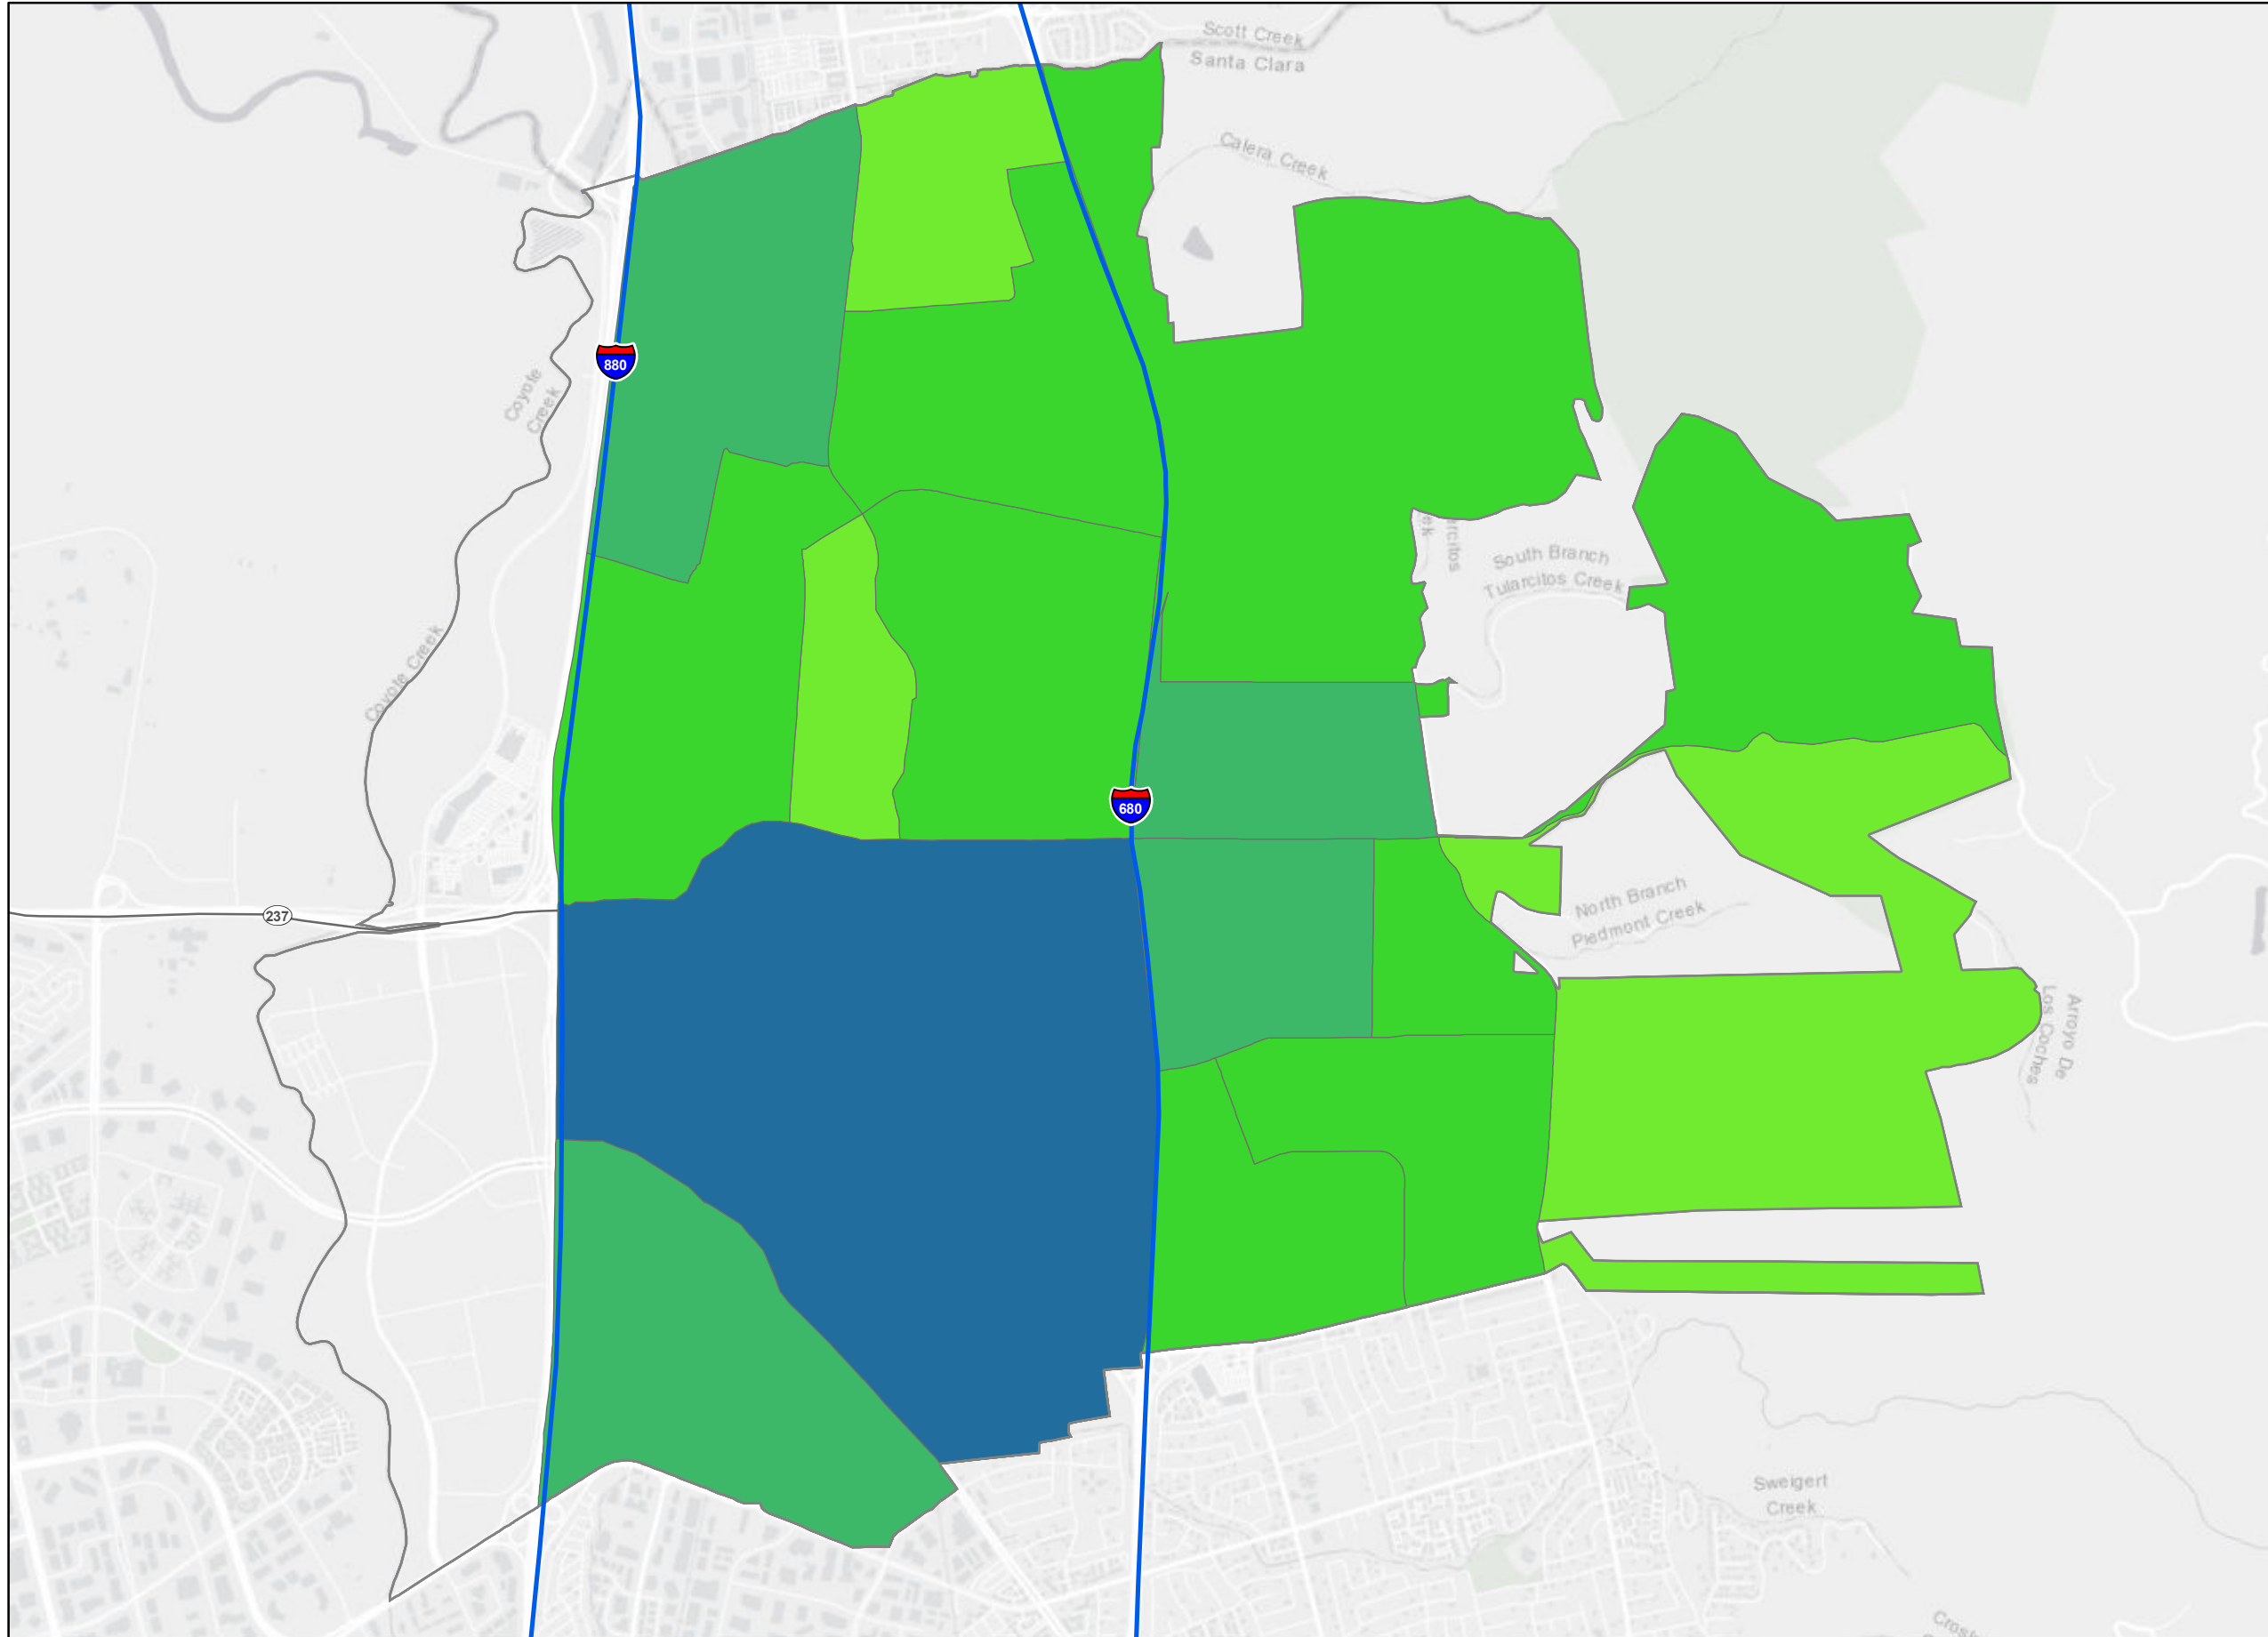 Scott Creek
Santa Clara
Calera Creek
880
Coyote
Creek
South Branch
Tularcitos Creek
Coyote Creek
680
237
North Branch
Piedmont Creek
Arroyo De
Los Coches
Sweigert
Creek